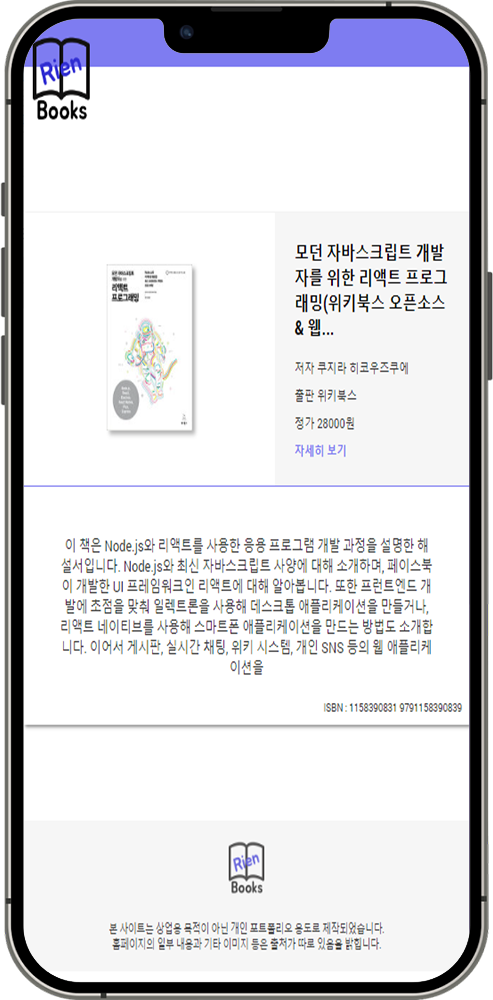 Rien
Books
모던 자바스크립트 개발
자를 위한 리액트 프로그
래밍(위키북스 오픈소스
& 웹...
리액트
프로그래밍
저자 쿠지라 히코우즈쿠에
출판 위키북스
정가 28000원
자세히 보기
이 책은 Node.js와 리액트를 사용한 응용 프로그램 개발 과정을 설명한 해
설서입니다. Node.js와 최신 자바스크립트 사양에 대해 소개하며, 페이스북
이 개발한 UI 프레임워크인 리액트에 대해 알아봅니다. 또한 프런트엔드 개
발에 초점을 맞춰 일렉트론을 사용해 데스크톱 애플리케이션을 만들거나,
리액트 네이티브를 사용해 스마트폰 애플리케이션을 만드는 방법도 소개합
니다. 이어서 게시판, 실시간 채팅, 위키 시스템, 개인 SNS 등의 웹 애플리케
이션을
ISBN : 1158390831 9791158390839
Rien
Books
본 사이트는 상업용 목적이 아닌 개인 포트폴리오 용도로 제작되었습니다.
홈페이지의 일부 내용과 기타 이미지 등은 출처가 따로 있음을 밝힙니다.